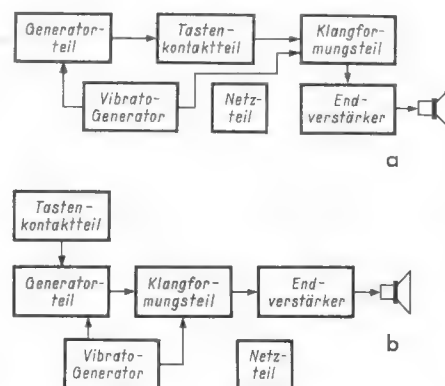 Generator-
teil
Tasten-
kontaktteil
Klangfor-
mungsteil
Vibrato-
Generator
Netz-
teil
End-
verstärker
a
Tasten-
kontaktteil
Generator-
teil
Klangfor-
mungsteil
End-
verstärker
b
Vibrato-
Generator
Netz-
teil